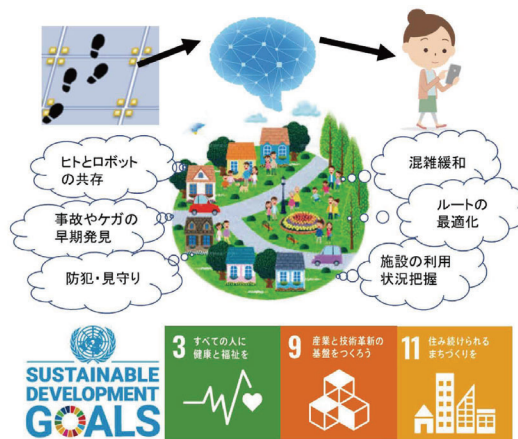 ヒトとロボット
の共存
事故やケガの
早期発見
防犯・見守り
混雑緩和
ルートの
最適化
施設の利用
状況把握
SUSTAINABLE
DEVELOPMENT
GOALS
3 すべての人に
健康と福祉を
9 産業と技術革新の
基盤をつくろう
11 住み続けられる
まちづくりを